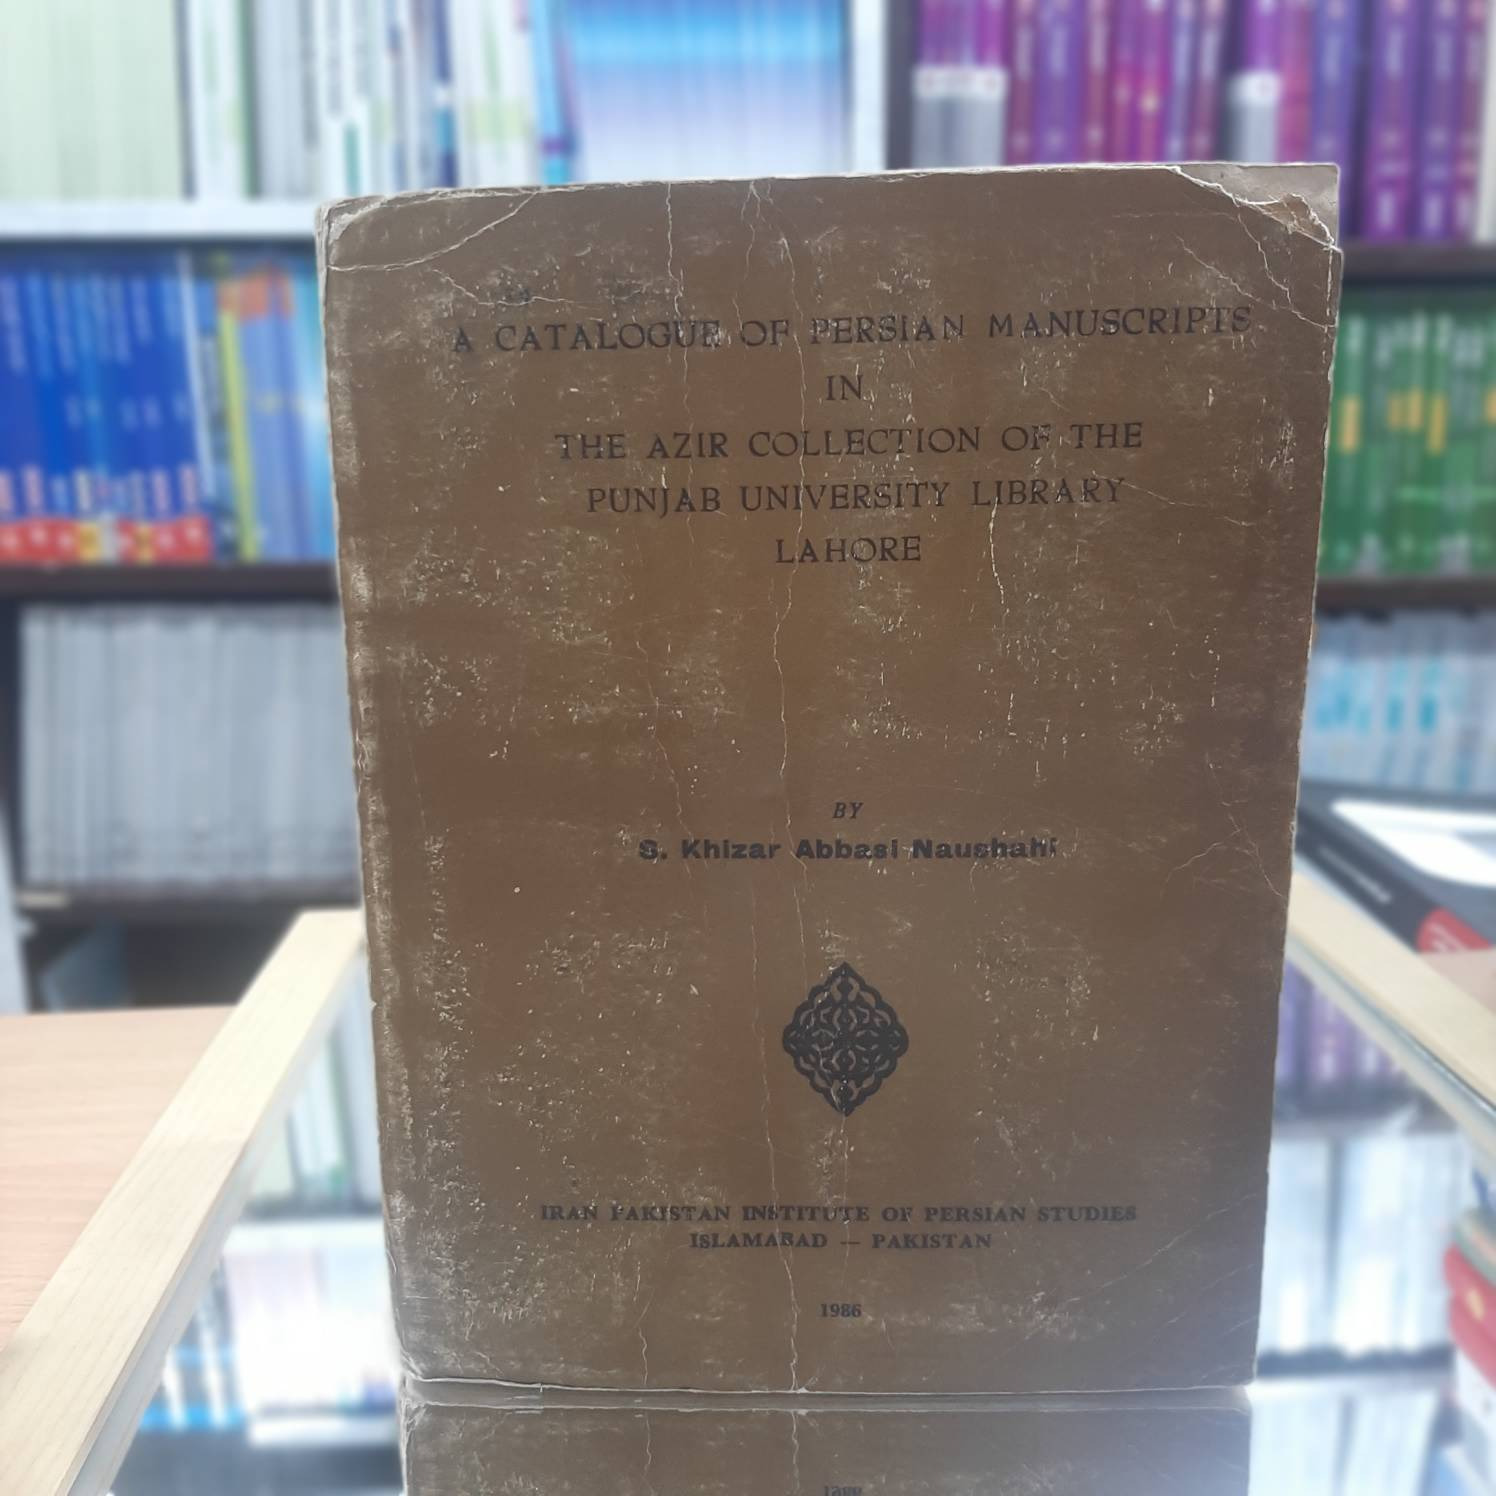 A CATALOGUE OF PERSIAN MANUSCRIPTS
IN
THE AZIR COLLECTION OF THE
PUNJAB UNIVERSITY LIBRARY
LAHORE
BY
S. Khizar Abbasi Naushahi
IRAN PAKISTAN INSTITUTE OF PERSIAN STUDIES
ISLAMABAD — PAKISTAN
1986